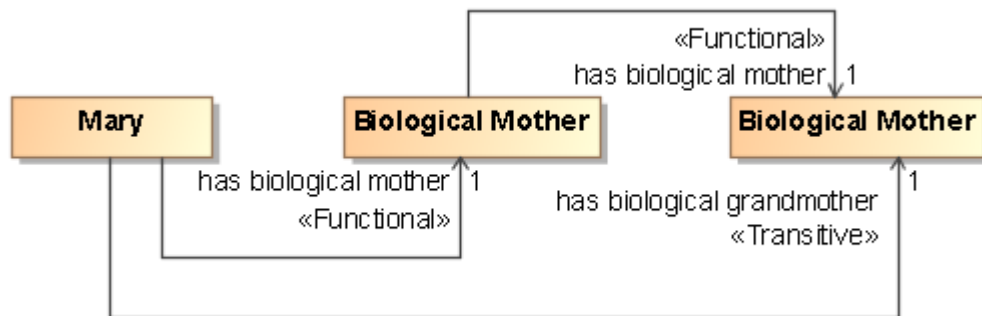 «Functional»
has biological mother 1
Mary
Biological Mother
Biological Mother
has biological mother 1
«Functional»
1
has biological grandmother
«Transitive»